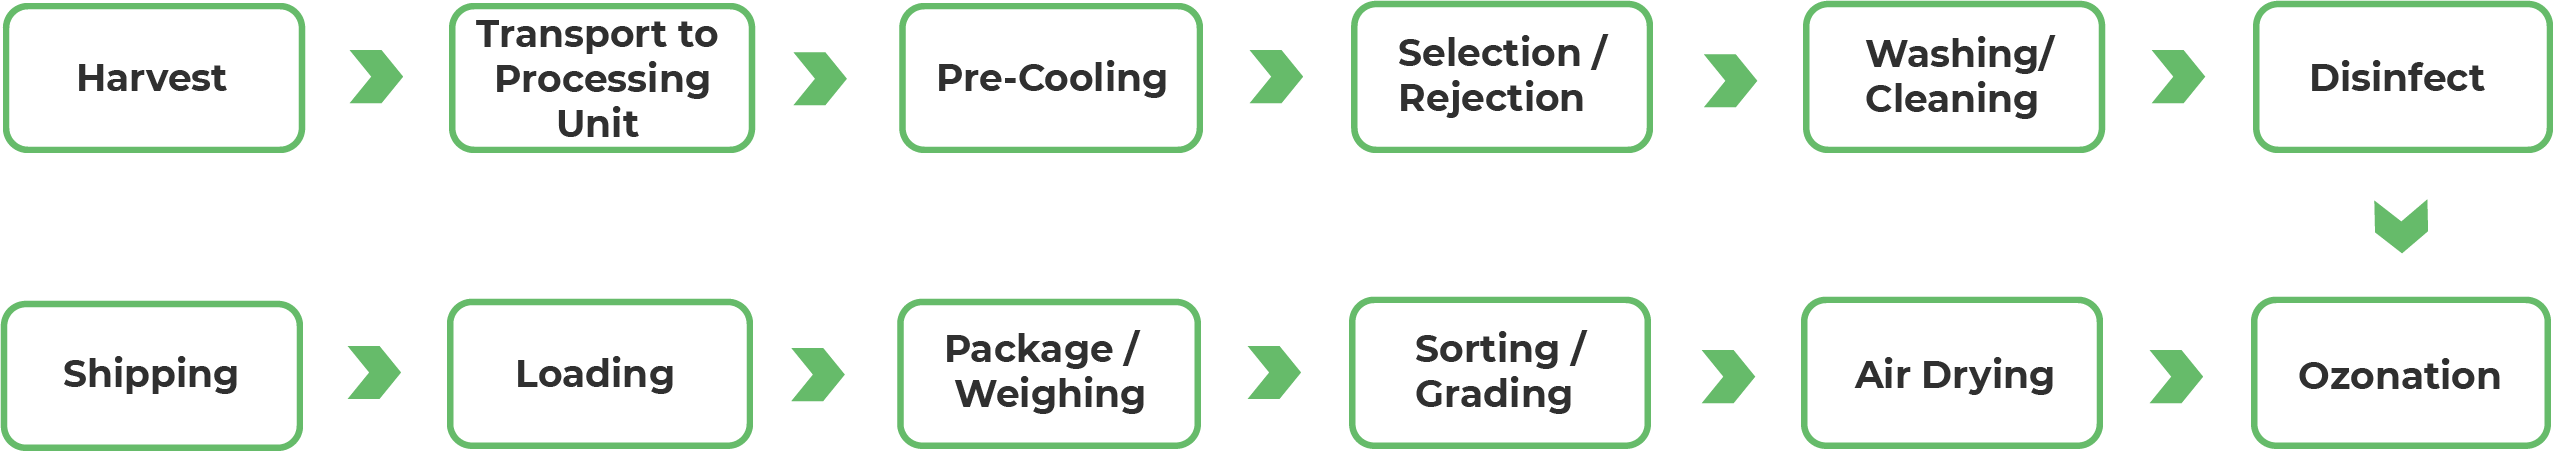 Harvest
Transport to
Processing
Unit
Pre-Cooling
Selection /
Rejection
Washing/
Cleaning
Disinfect
Shipping
Loading
Package /
Weighing
Sorting /
Grading
Air Drying
Ozonation